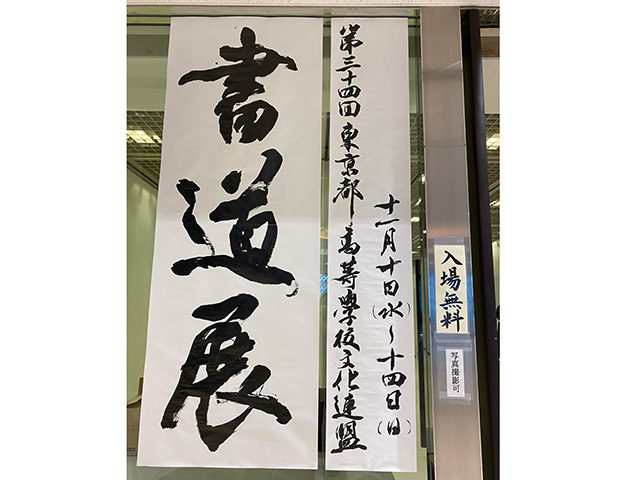 書道展
第三十四回東京都高等學校文化連盟
十一月十日(水)~十四日(日)
入場無料
写真撮影可